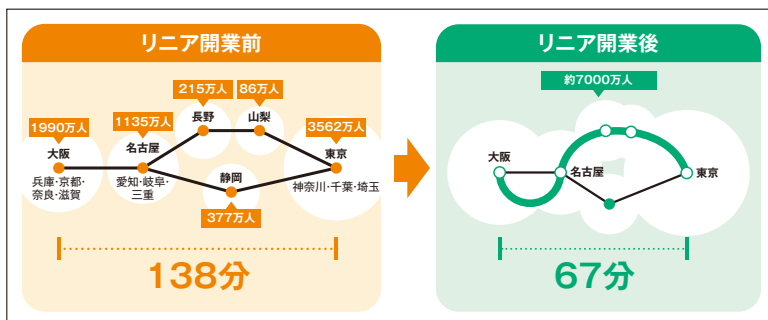 リニア開業前
215万人
86万人
1990万人
1135万人
長野
山梨
3562万人
大阪
名古屋
東京
兵庫・京都・
奈良・滋賀
愛知・岐阜・
三重
静岡
神奈川・千葉・埼玉
377万人
138分
リニア開業後
約7000万人
大阪
名古屋
東京
67分